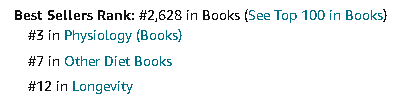 Best Sellers Rank: #2,628 in Books (See Top 100 in Books)
#3 in Physiology (Books)
#7 in Other Diet Books
#12 in Longevity